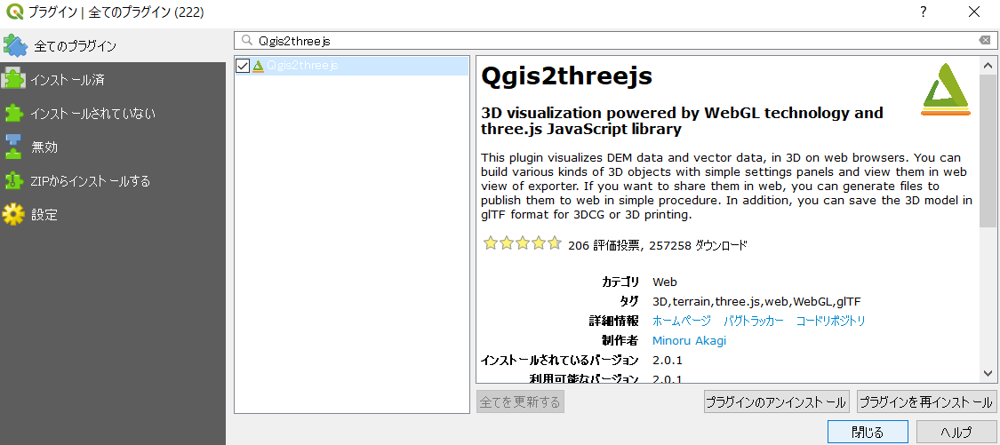 プラグイン | 全てのプラグイン (222)
?
全てのプラグイン
インストール済
インストールされていない
無効
ZIPからインストールする
設定
Qgis2threejs
Qgis2threejs
Qgis2threejs
3D visualization powered by WebGL technology and
three.js JavaScript library
This plugin visualizes DEM data and vector data, in 3D on web browsers. You can
build various kinds of 3D objects with simple settings panels and view them in web
view of exporter. If you want to share them in web, you can generate files to
publish them to web in simple procedure. In addition, you can save the 3D model in
glTF format for 3DCG or 3D printing.
206 評価投票, 257258 ダウンロード
カテゴリ Web
タグ 3D,terrain,three.js,web,WebGL,glTF
詳細情報 ホームページ バグトラッカー コードリポジトリ
制作者 Minoru Akagi
インストールされているバージョン 2.0.1
利用可能なバージョン 2.0.1
全てを更新する プラグインのアンインストール プラグインを再インストール
閉じる ヘルプ